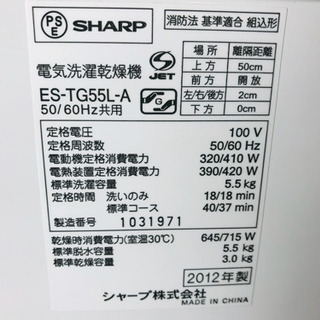 PS E
SHARP
消防法 基準適合 組込形
場所 離隔距離
上方 50cm
前方 開放
左/右/後方 2cm
下方 0cm
電気洗濯乾燥機
S JET
ES-TG55L-A
50/60Hz共用
定格電圧 100 V
定格周波数 50/60 Hz
電動機定格消費電力 320/410 W
電熱装置定格消費電力 390/420 W
標準洗濯容量 5.5 kg
定格時間 洗いのみ 18/18 min
標準コース 40/37 min
製造番号 1031971
乾燥時消費電力(室温30℃) 645/715 W
標準脱水容量 5.5 kg
標準乾燥容量 3.0 kg
2012年製
シャープ株式会社
MADE IN CHINA